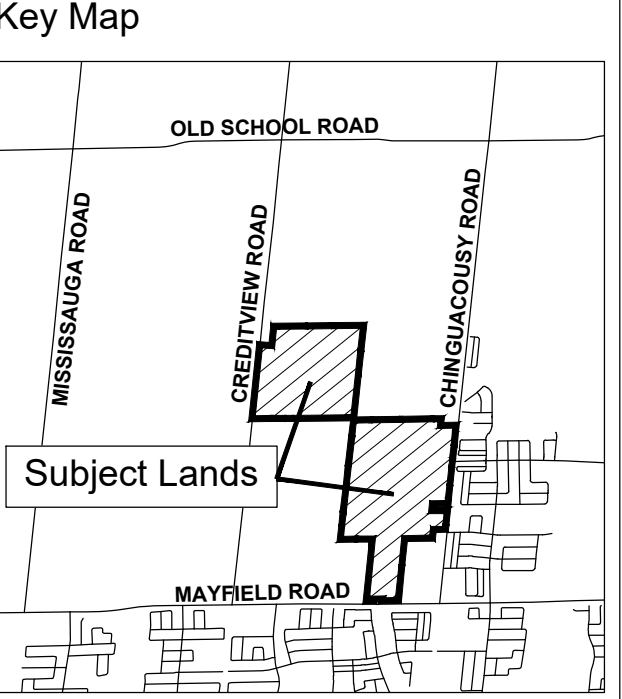 Key Map
OLD SCHOOL ROAD
MISSISSAUGA ROAD
CREDITVIEW ROAD
CHINGUACOUSY ROAD
Subject Lands
MAYFIELD ROAD